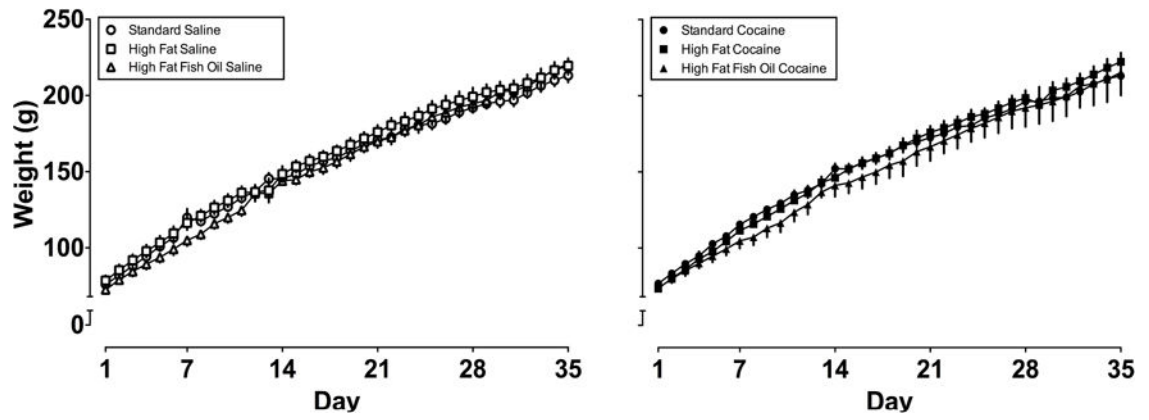 Standard Saline
High Fat Saline
High Fat Fish Oil Saline
Weight (g)
250
200
150
100
0
1 7 14 21 28 35
Day
Standard Cocaine
High Fat Cocaine
High Fat Fish Oil Cocaine
1 7 14 21 28 35
Day